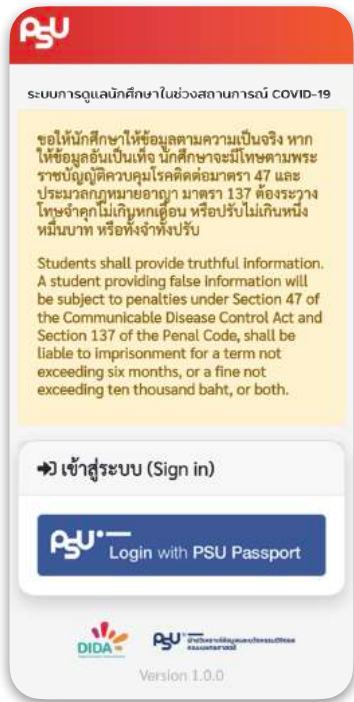 PSU
ระบบการดูแลนักศึกษาในช่วงสถานการณ์ COVID-19
ขอให้นักศึกษาให้ข้อมูลตามความเป็นจริง หาก
ให้ข้อมูลอันเป็นเท็จ นักศึกษาจะมีโทษตามพระ
ราชบัญญัติควบคุมโรคติดต่อมาตรา 47 และ
ประมวลกฎหมายอาญา มาตรา 137 ต้องระวาง
โทษจำคุกไม่เกินหกเดือน หรือปรับไม่เกินหนึ่ง
หมื่นบาท หรือทั้งจำทั้งปรับ
Students shall provide truthful information.
A student providing false information will
be subject to penalties under Section 47 of
the Communicable Disease Control Act and
Section 137 of the Penal Code, shall be
liable to imprisonment for a term not
exceeding six months, or a fine not
exceeding ten thousand baht, or both.
เข้าสู่ระบบ (Sign in)
PSU Login with PSU Passport
DIDA PSU
Version 1.0.0